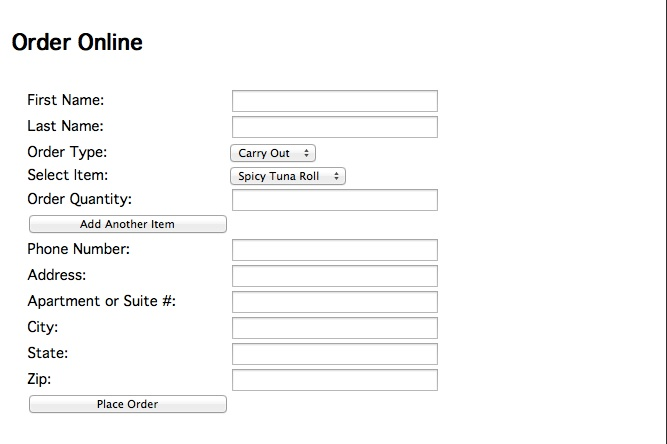 Order Online
First Name:
Last Name:
Order Type: Carry Out
Select Item: Spicy Tuna Roll
Order Quantity:
Add Another Item
Phone Number:
Address:
Apartment or Suite #:
City:
State:
Zip:
Place Order